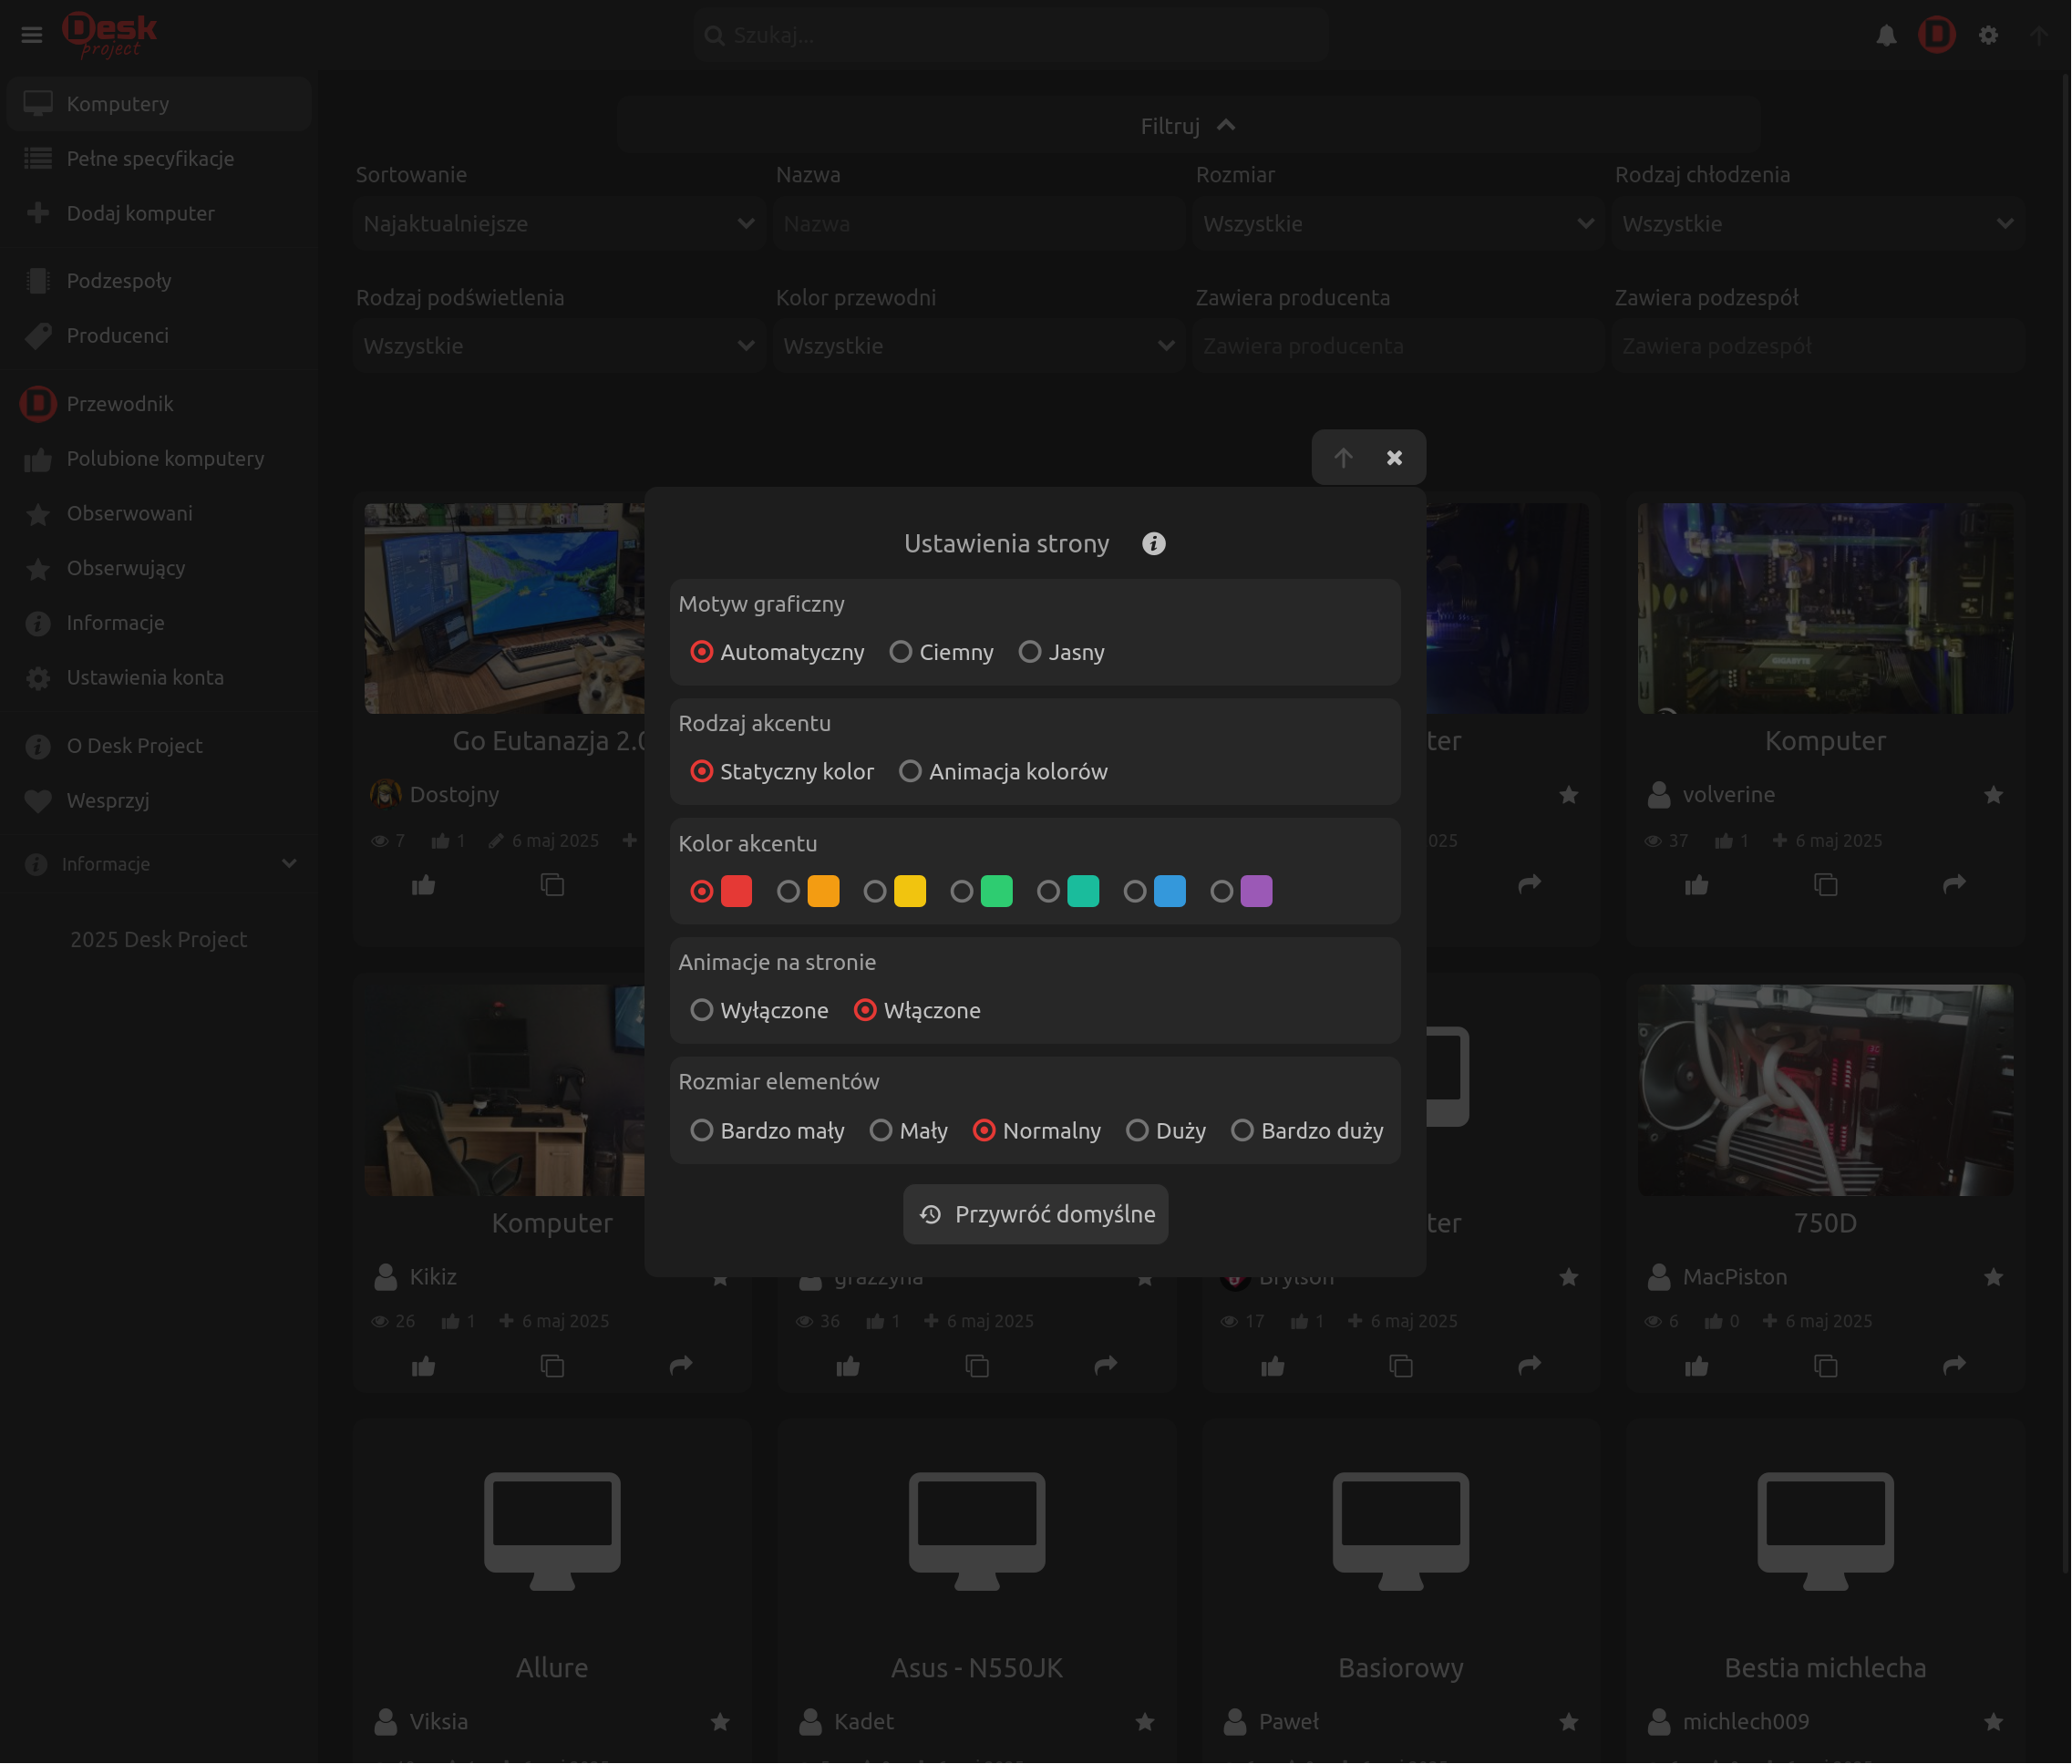 Desk
project
Szukaj...
Komputery
Pełne specyfikacje
Dodaj komputer
Podzespoły
Producenci
Przewodnik
Polubione komputery
Obserwowani
Obserwujący
Informacje
Ustawienia konta
O Desk Project
Wesprzyj
Informacje
2025 Desk Project
Filtruj
Sortowanie
Najaktualniejsze
Nazwa
Nazwa
Rozmiar
Wszystkie
Rodzaj chłodzenia
Wszystkie
Rodzaj podświetlenia
Wszystkie
Kolor przewodni
Wszystkie
Zawiera producenta
Zawiera producenta
Zawiera podzespół
Zawiera podzespół
Ustawienia strony
Motyw graficzny
Automatyczny Ciemny Jasny
Rodzaj akcentu
Statyczny kolor Animacja kolorów
Kolor akcentu
Animacje na stronie
Wyłączone Włączone
Rozmiar elementów
Bardzo mały Mały Normalny Duży Bardzo duży
Przywróć domyślne
Go Eutanazja 2.0
Dostojny
7 1 6 maj 2025
ter
025
GIGABYTE
Komputer
volverine
37 1 6 maj 2025
Komputer
Kikiz
26 1 6 maj 2025
grazzyna
36 1 6 maj 2025
ter
Brylson
17 1 6 maj 2025
750D
MacPiston
6 0 6 maj 2025
Allure
Viksia
Asus - N550JK
Kadet
Basiorowy
Paweł
Bestia michlecha
michlech009